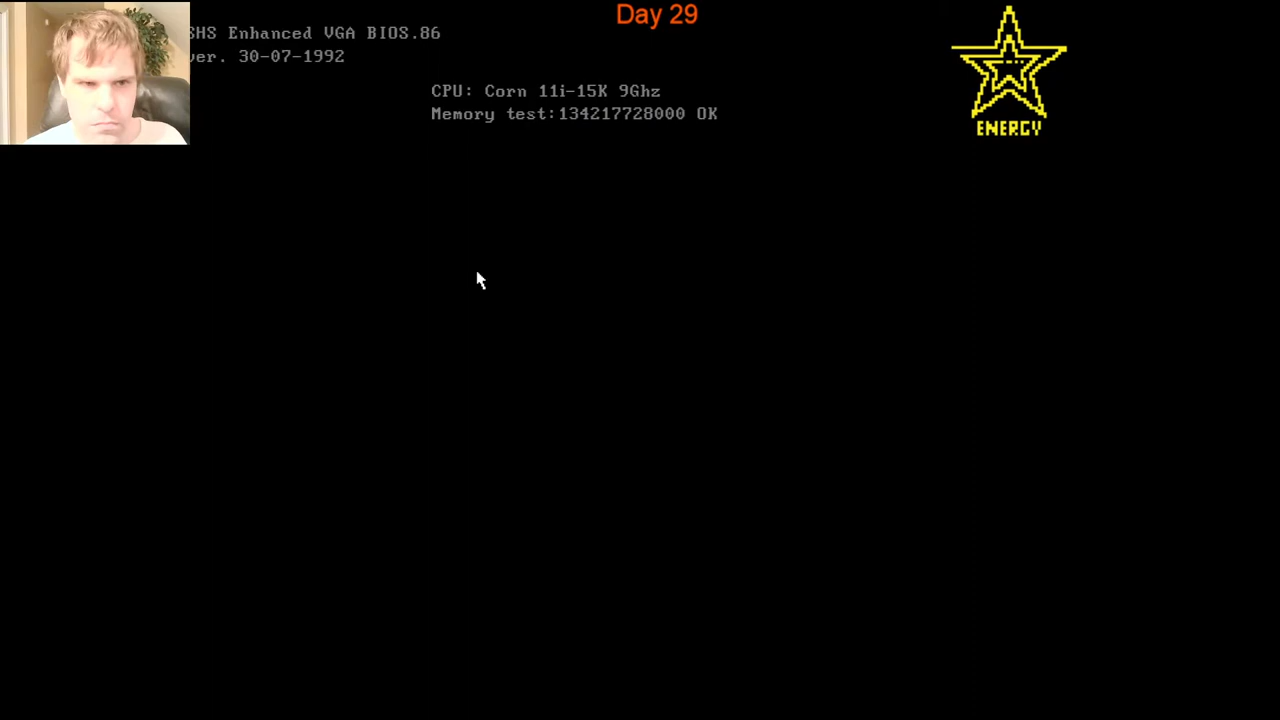 Day 29
SHS Enhanced VGA BIOS.86
ver. 30-07-1992
CPU: Corn 11i-15K 9Ghz
Memory test:134217728000 OK
ENERGY